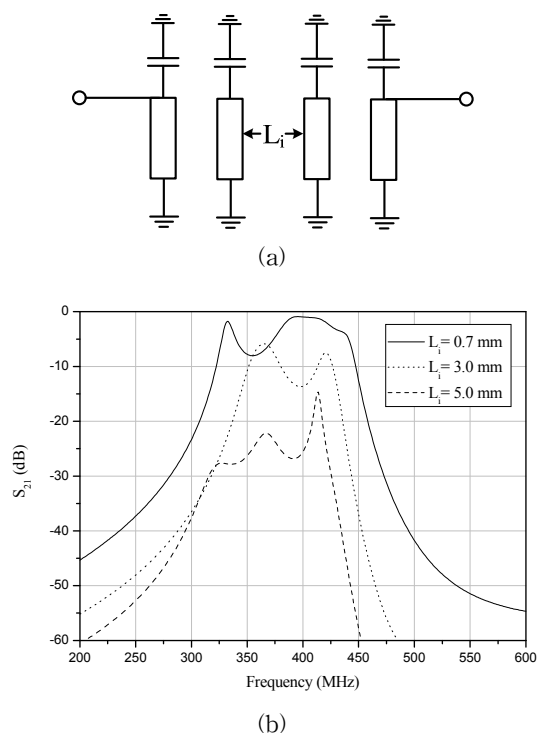 Li
(a)
0
-10
-20
-30
-40
-50
-60
S21 (dB)
Li= 0.7 mm
Li= 3.0 mm
Li= 5.0 mm
200 250 300 350 400 450 500 550 600
Frequency (MHz)
(b)